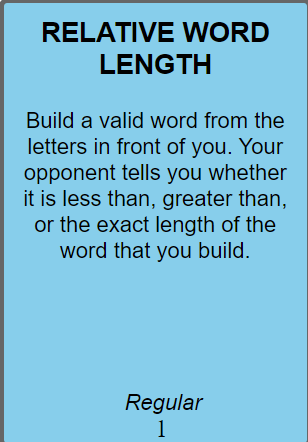 RELATIVE WORD
LENGTH
Build a valid word from the
letters in front of you. Your
opponent tells you whether
it is less than, greater than,
or the exact length of the
word that you build.
Regular
1